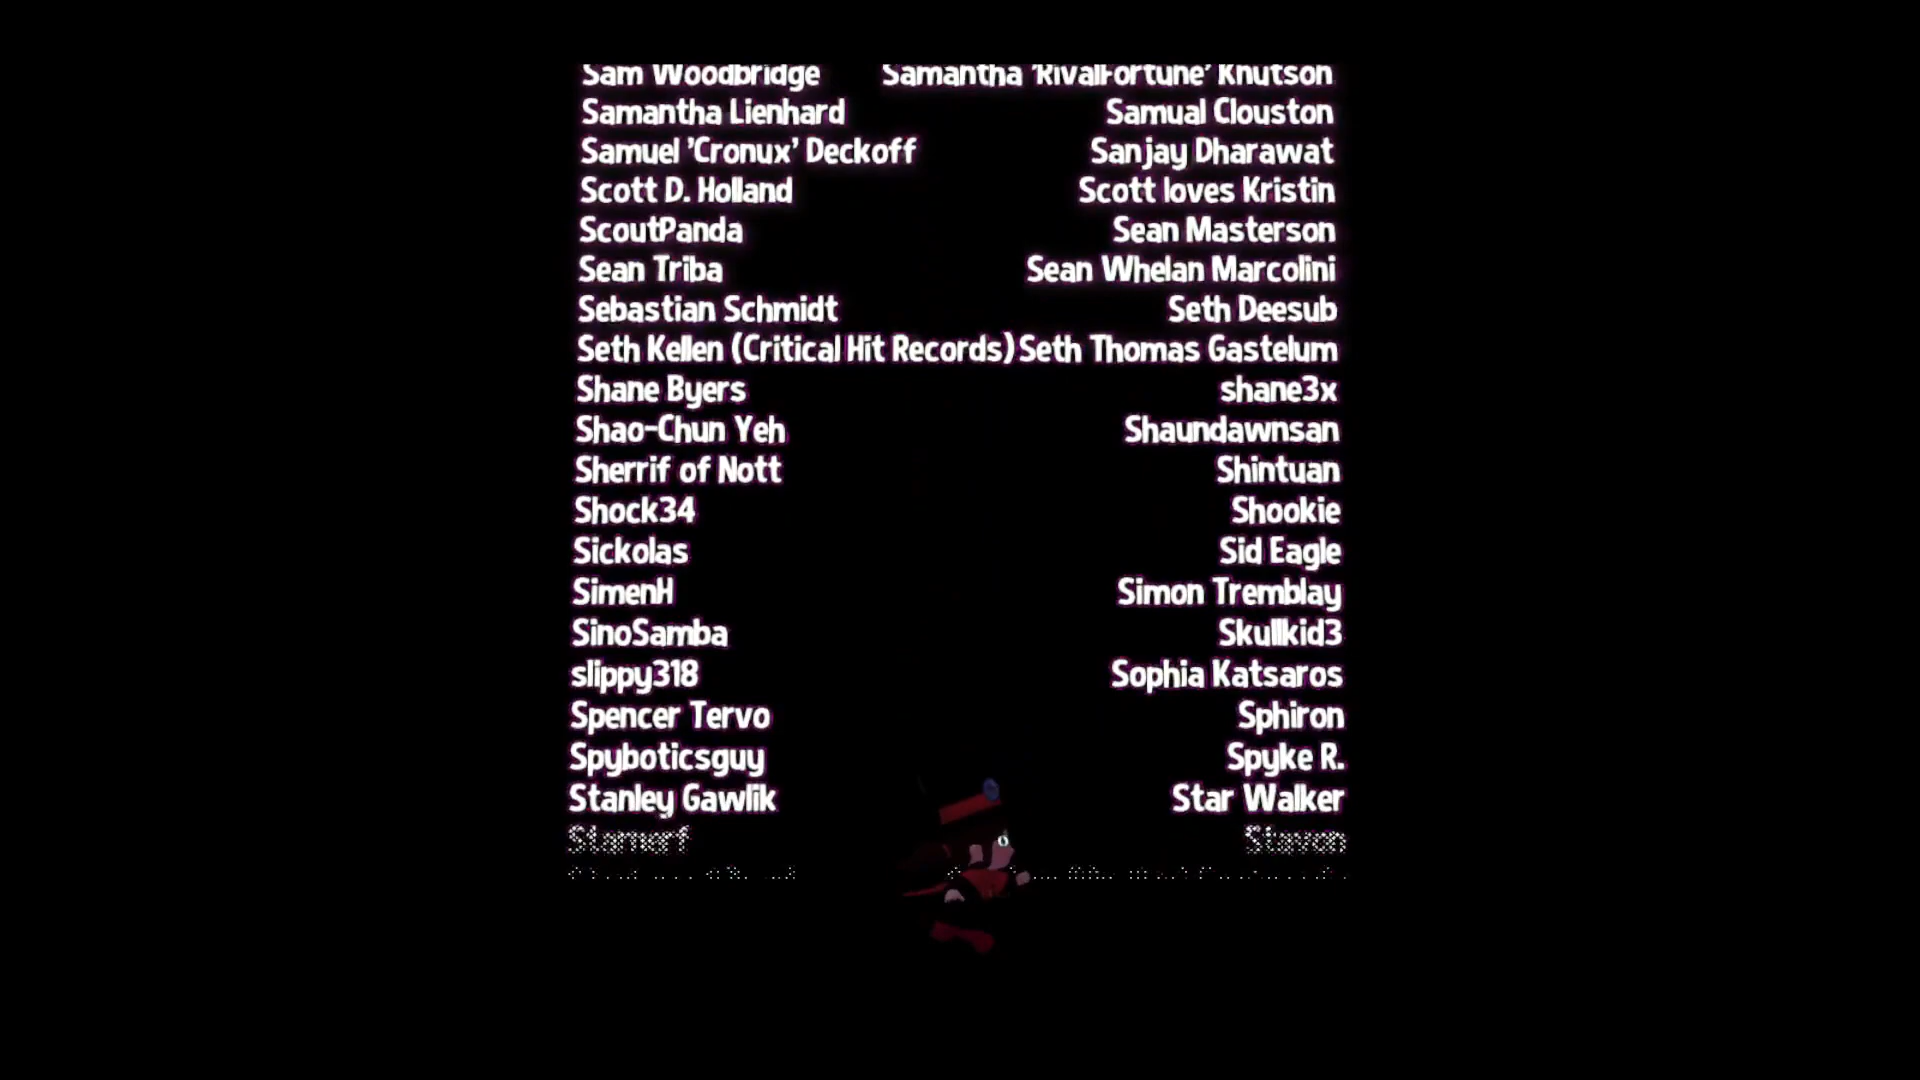 Sam Woodbridge Samantha 'RivalFortune' Knutson
Samantha Lienhard Samual Clouston
Samuel 'Cronux' Deckoff Sanjay Dharawat
Scott D. Holland Scott loves Kristin
ScoutPanda Sean Masterson
Sean Triba Sean Whelan Marcolini
Sebastian Schmidt Seth Deesub
Seth Kellen (Critical Hit Records) Seth Thomas Gastelum
Shane Byers shane3x
Shao-Chun Yeh Shaundawnsan
Sherrif of Nott Shintuan
Shock34 Shookie
Sickolas Sid Eagle
SimenH Simon Tremblay
SinoSamba Skullkid3
slippy318 Sophia Katsaros
Spencer Tervo Sphiron
Spyboticsguy Spyke R.
Stanley Gawlik Star Walker